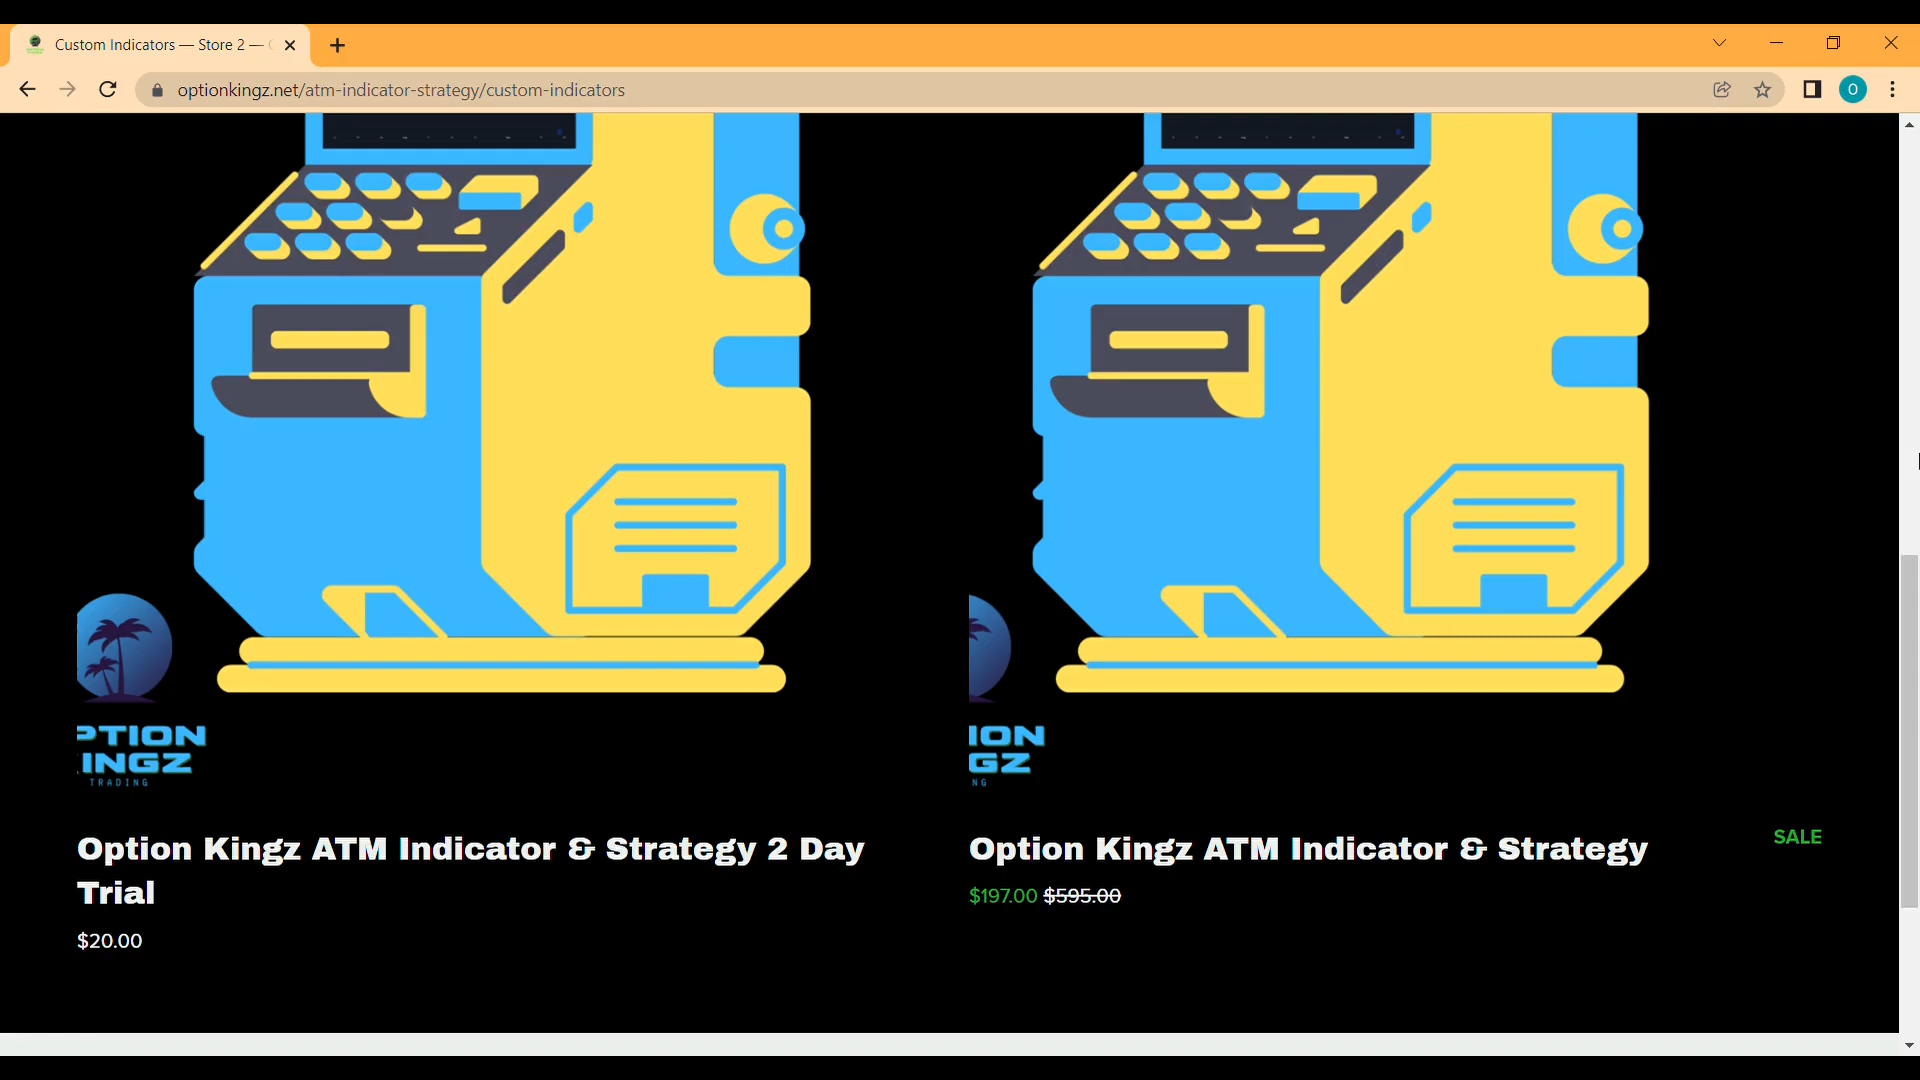 Custom Indicators — Store 2 —
optionkingz.net/atm-indicator-strategy/custom-indicators
O
PTION
INGZ
TRADING
ION
GZ
NG
Option Kingz ATM Indicator & Strategy 2 Day
Trial
$20.00
Option Kingz ATM Indicator & Strategy
SALE
$197.00 $595.00